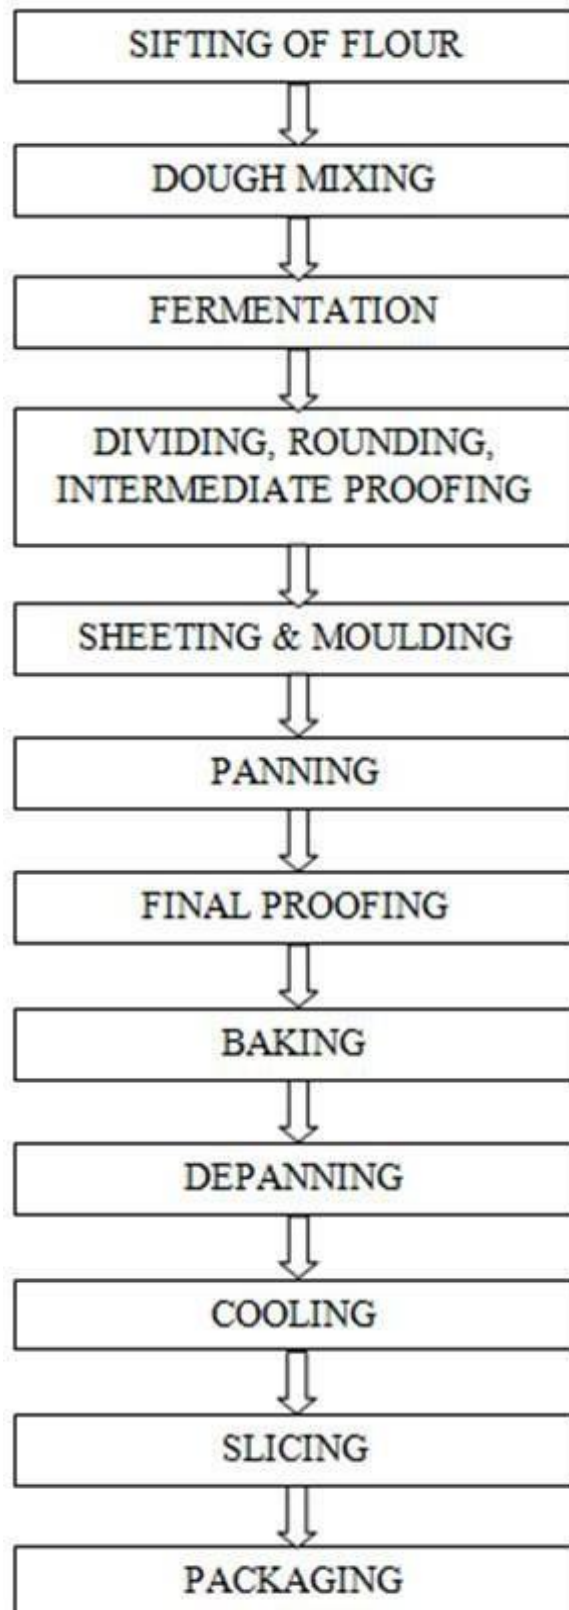 SIFTING OF FLOUR
DOUGH MIXING
FERMENTATION
DIVIDING, ROUNDING,
INTERMEDIATE PROOFING
SHEETING & MOULDING
PANNING
FINAL PROOFING
BAKING
DEPANNING
COOLING
SLICING
PACKAGING